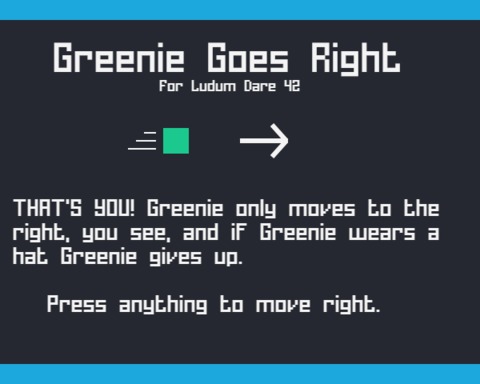 Greenie Goes Right
For Ludum Dare 42
THAT'S YOU! Greenie only moves to the
right, you see, and if Greenie wears a
hat Greenie gives up.
Press anything to move right.